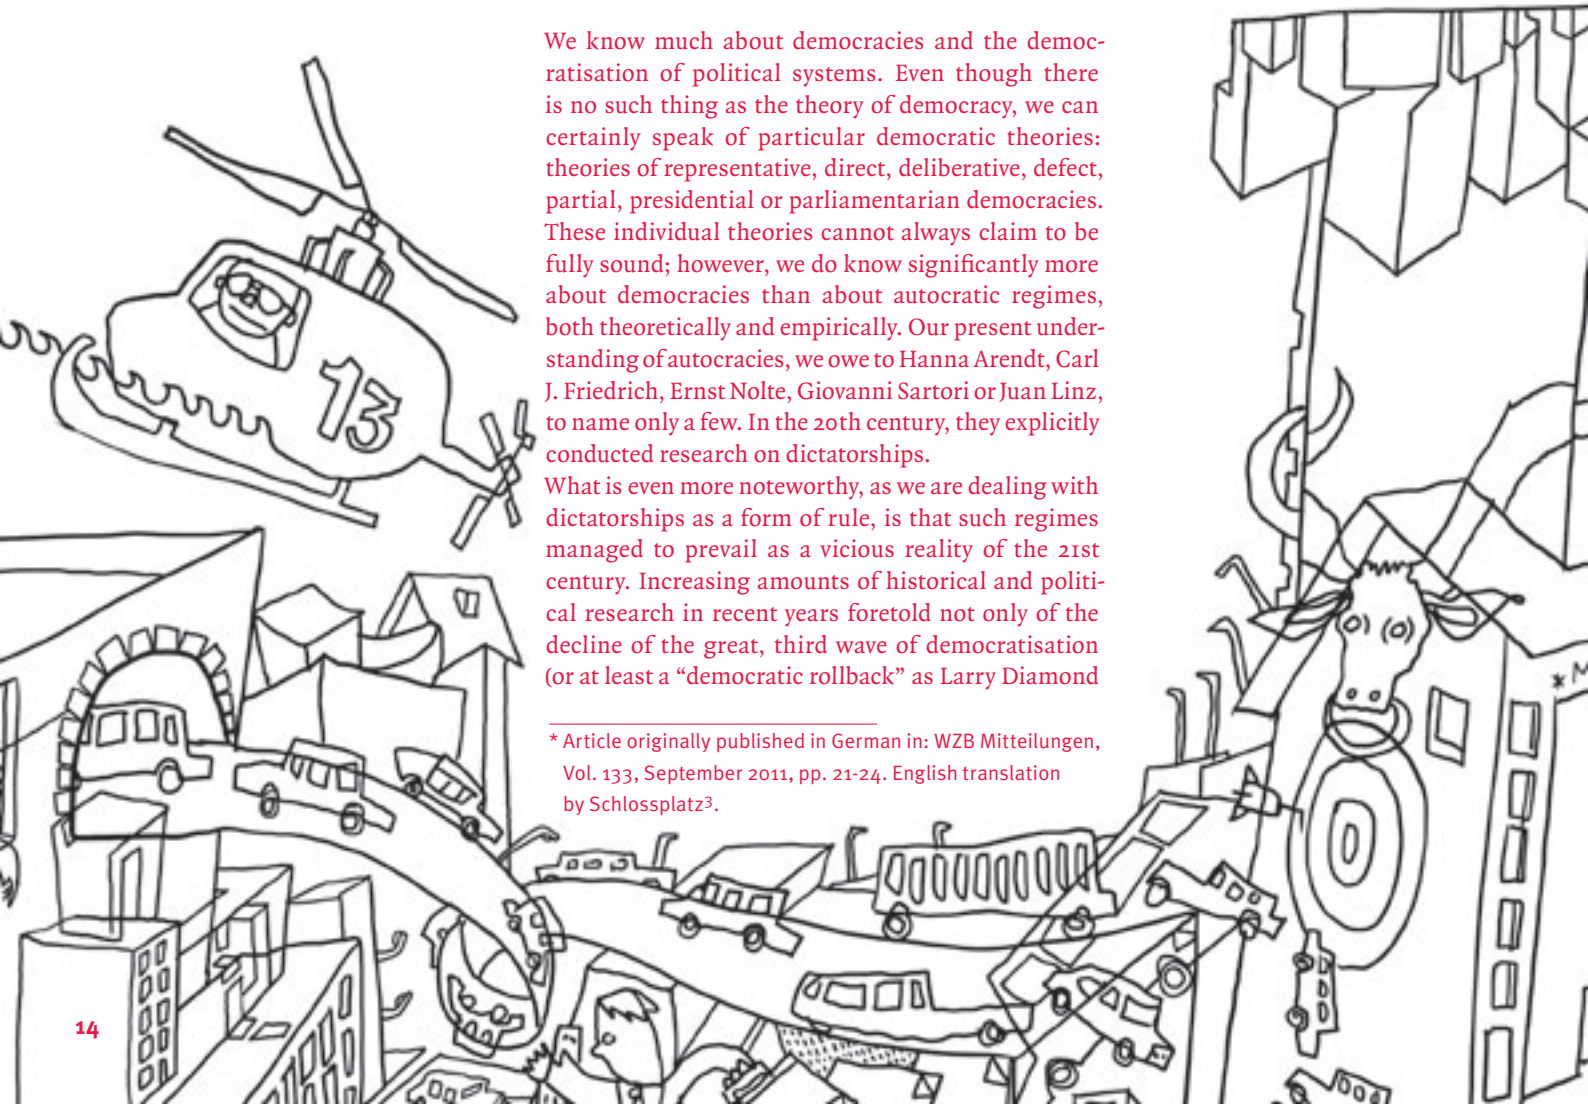 We know much about democracies and the democ-
ratisation of political systems. Even though there
is no such thing as the theory of democracy, we can
certainly speak of particular democratic theories:
theories of representative, direct, deliberative, defect,
partial, presidential or parliamentarian democracies.
These individual theories cannot always claim to be
fully sound; however, we do know significantly more
about democracies than about autocratic regimes,
both theoretically and empirically. Our present under-
standing of autocracies, we owe to Hanna Arendt, Carl
J. Friedrich, Ernst Nolte, Giovanni Sartori or Juan Linz,
to name only a few. In the 20th century, they explicitly
conducted research on dictatorships.
What is even more noteworthy, as we are dealing with
dictatorships as a form of rule, is that such regimes
managed to prevail as a vicious reality of the 21st
century. Increasing amounts of historical and politi-
cal research in recent years foretold not only of the
decline of the great, third wave of democratisation
(or at least a “democratic rollback” as Larry Diamond
* Article originally published in German in: WZB Mitteilungen,
Vol. 133, September 2011, pp. 21-24. English translation
by Schlossplatz3.
13
* M
14